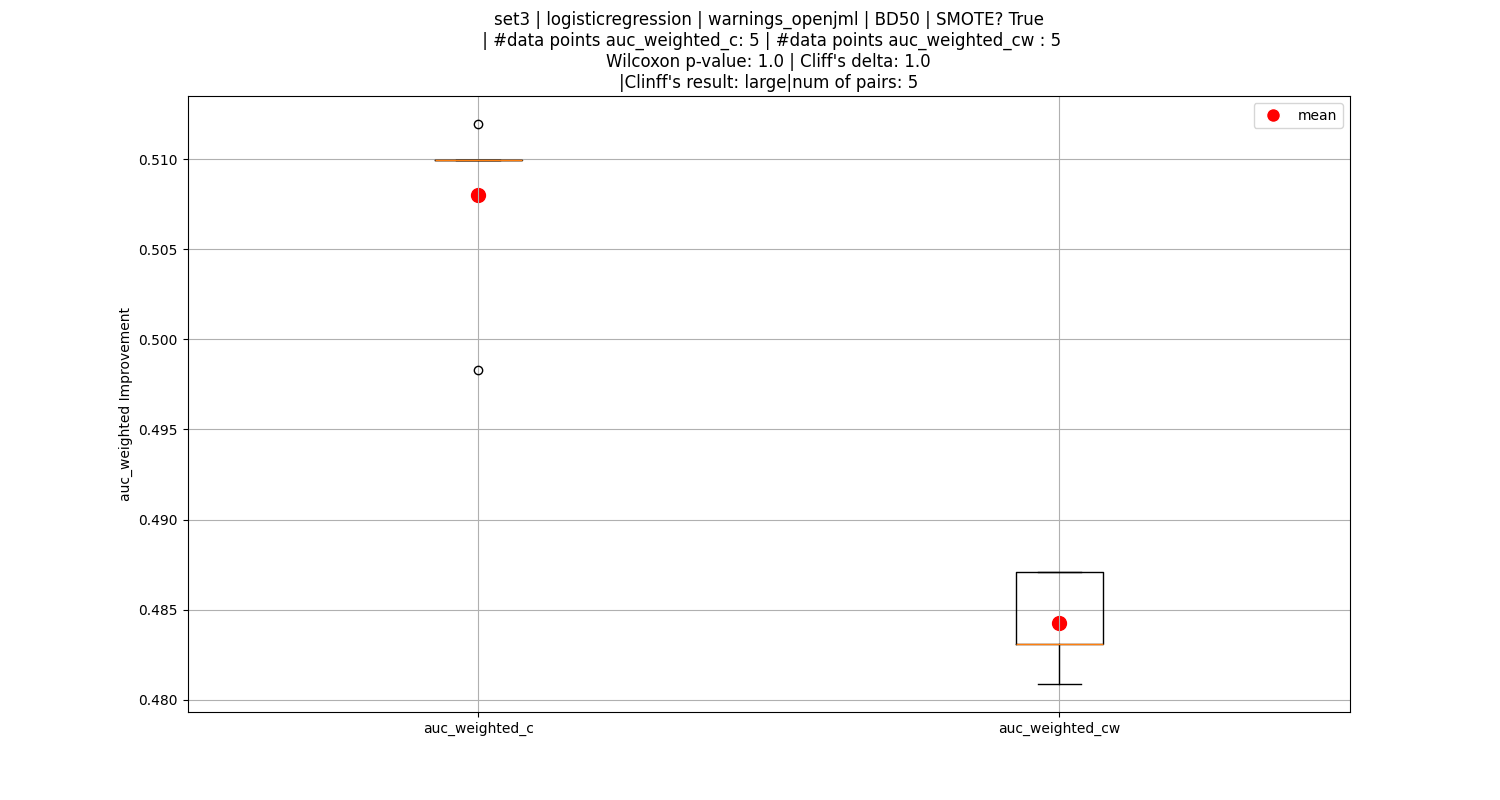 set3 | logisticregression | warnings_openjml | BD50 | SMOTE? True
| #data points auc_weighted_c: 5 | #data points auc_weighted_cw : 5
Wilcoxon p-value: 1.0 | Cliff's delta: 1.0
|Clinff's result: large|num of pairs: 5
mean
0.510
0.505
0.500
0.495
0.490
0.485
0.480
auc_weighted Improvement
auc_weighted_c
auc_weighted_cw